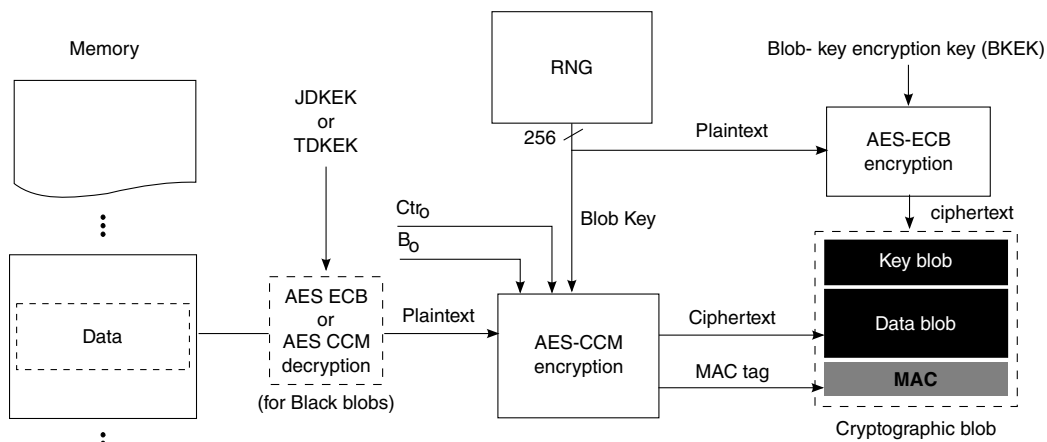 Memory
RNG
Blob- key encryption key (BKEK)
JDKEK
or
TDKEK
256
Plaintext
AES-ECB
encryption
Ctr0
B0
Blob Key
ciphertext
Key blob
Data
AES ECB
or
AES CCM
decryption
Plaintext
AES-CCM
encryption
Ciphertext
Data blob
MAC tag
MAC
(for Black blobs)
Cryptographic blob